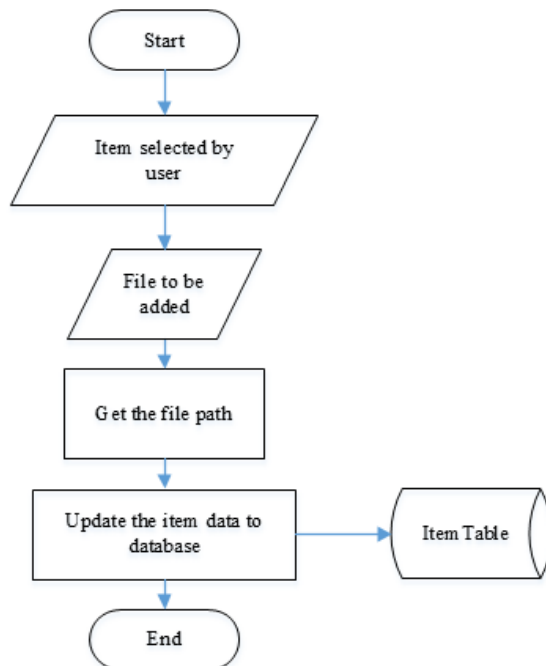 Start
Item selected by
user
File to be
added
Get the file path
Update the item data to
database
Item Table
End